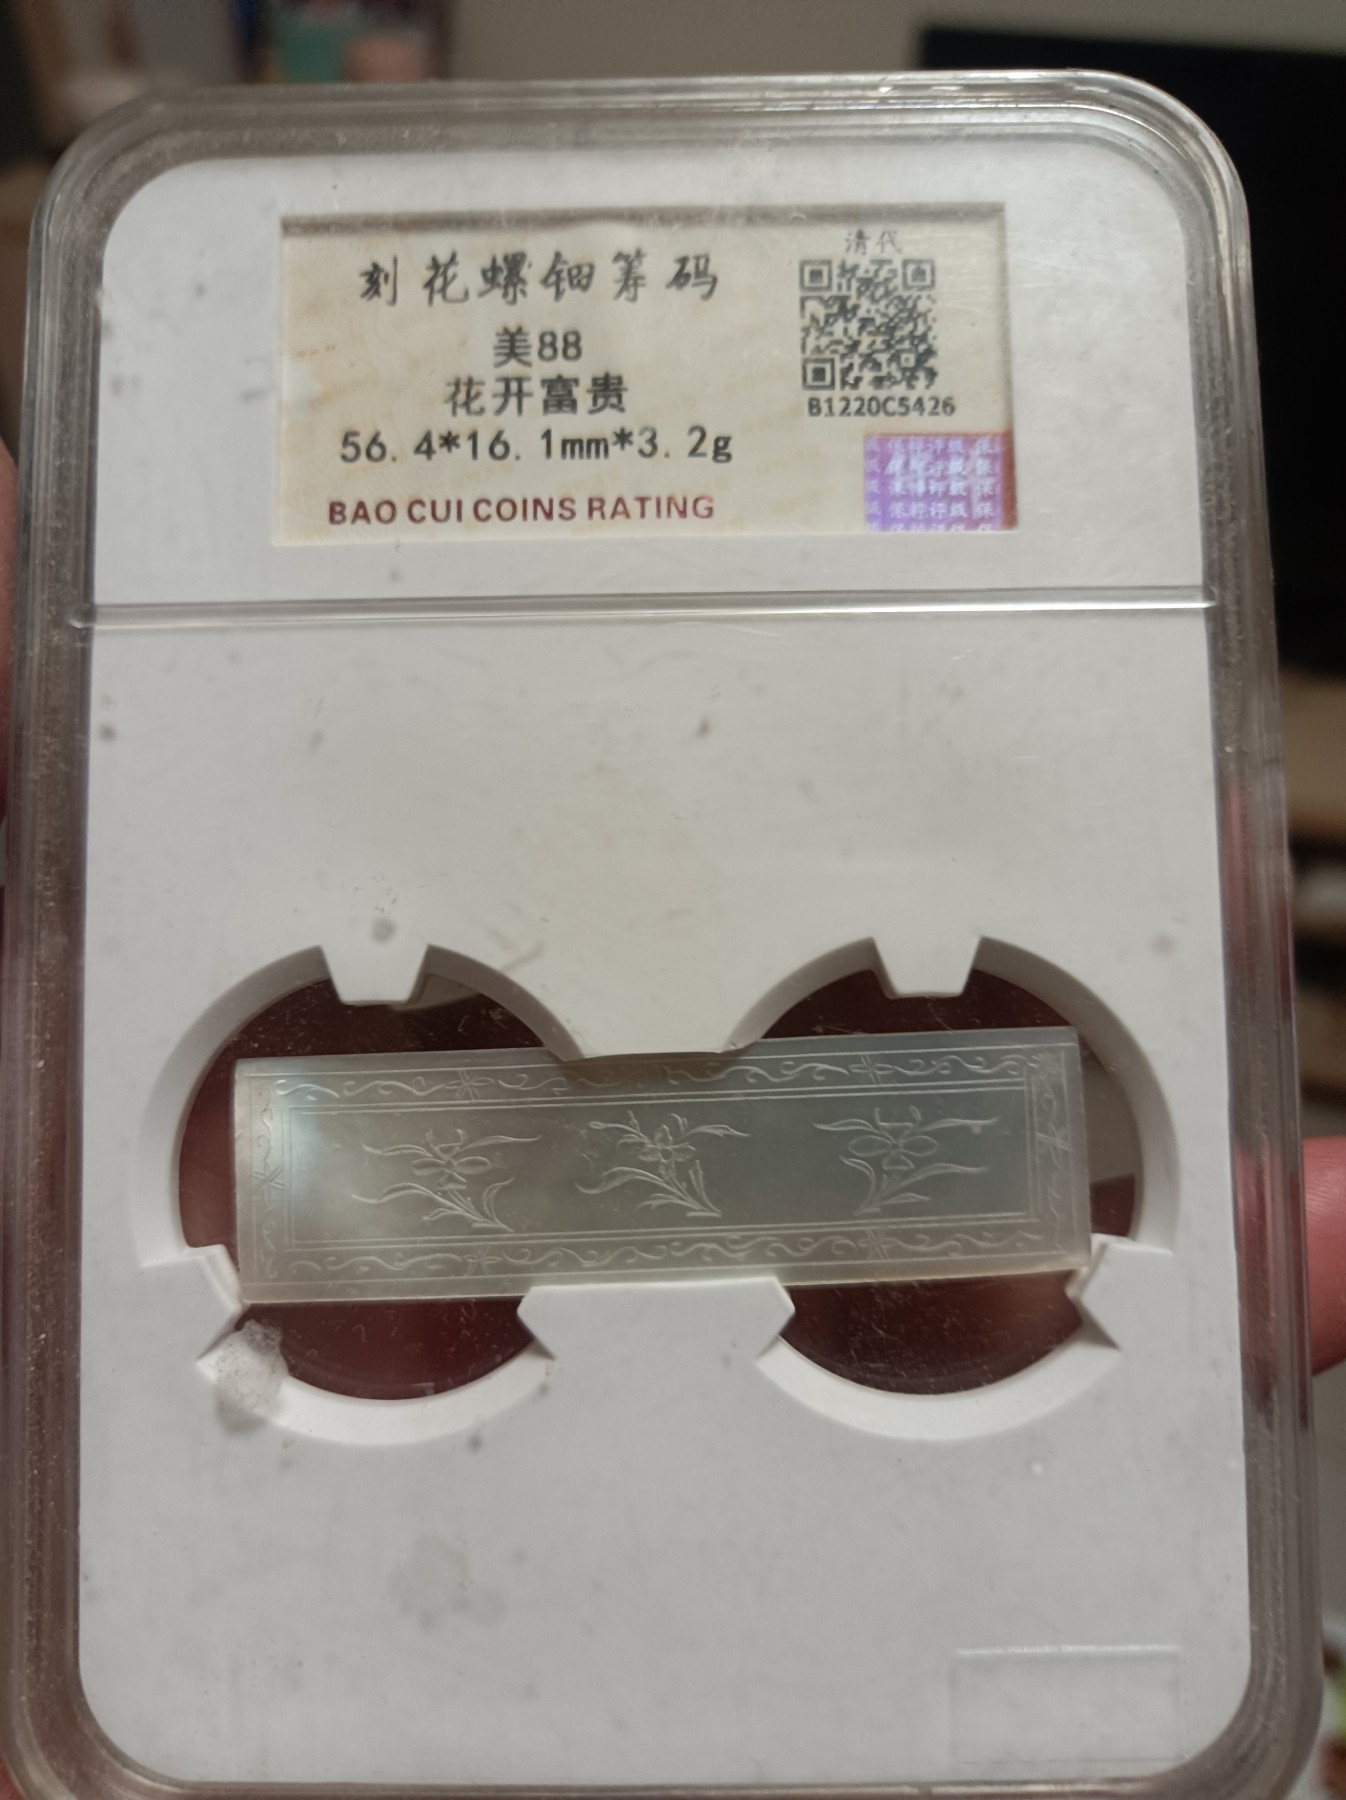 清代
刻花螺钿筹码
美88
花开富贵
B1220C5426
56.4*16.1mm*3.2g
BAO CUI COINS RATING